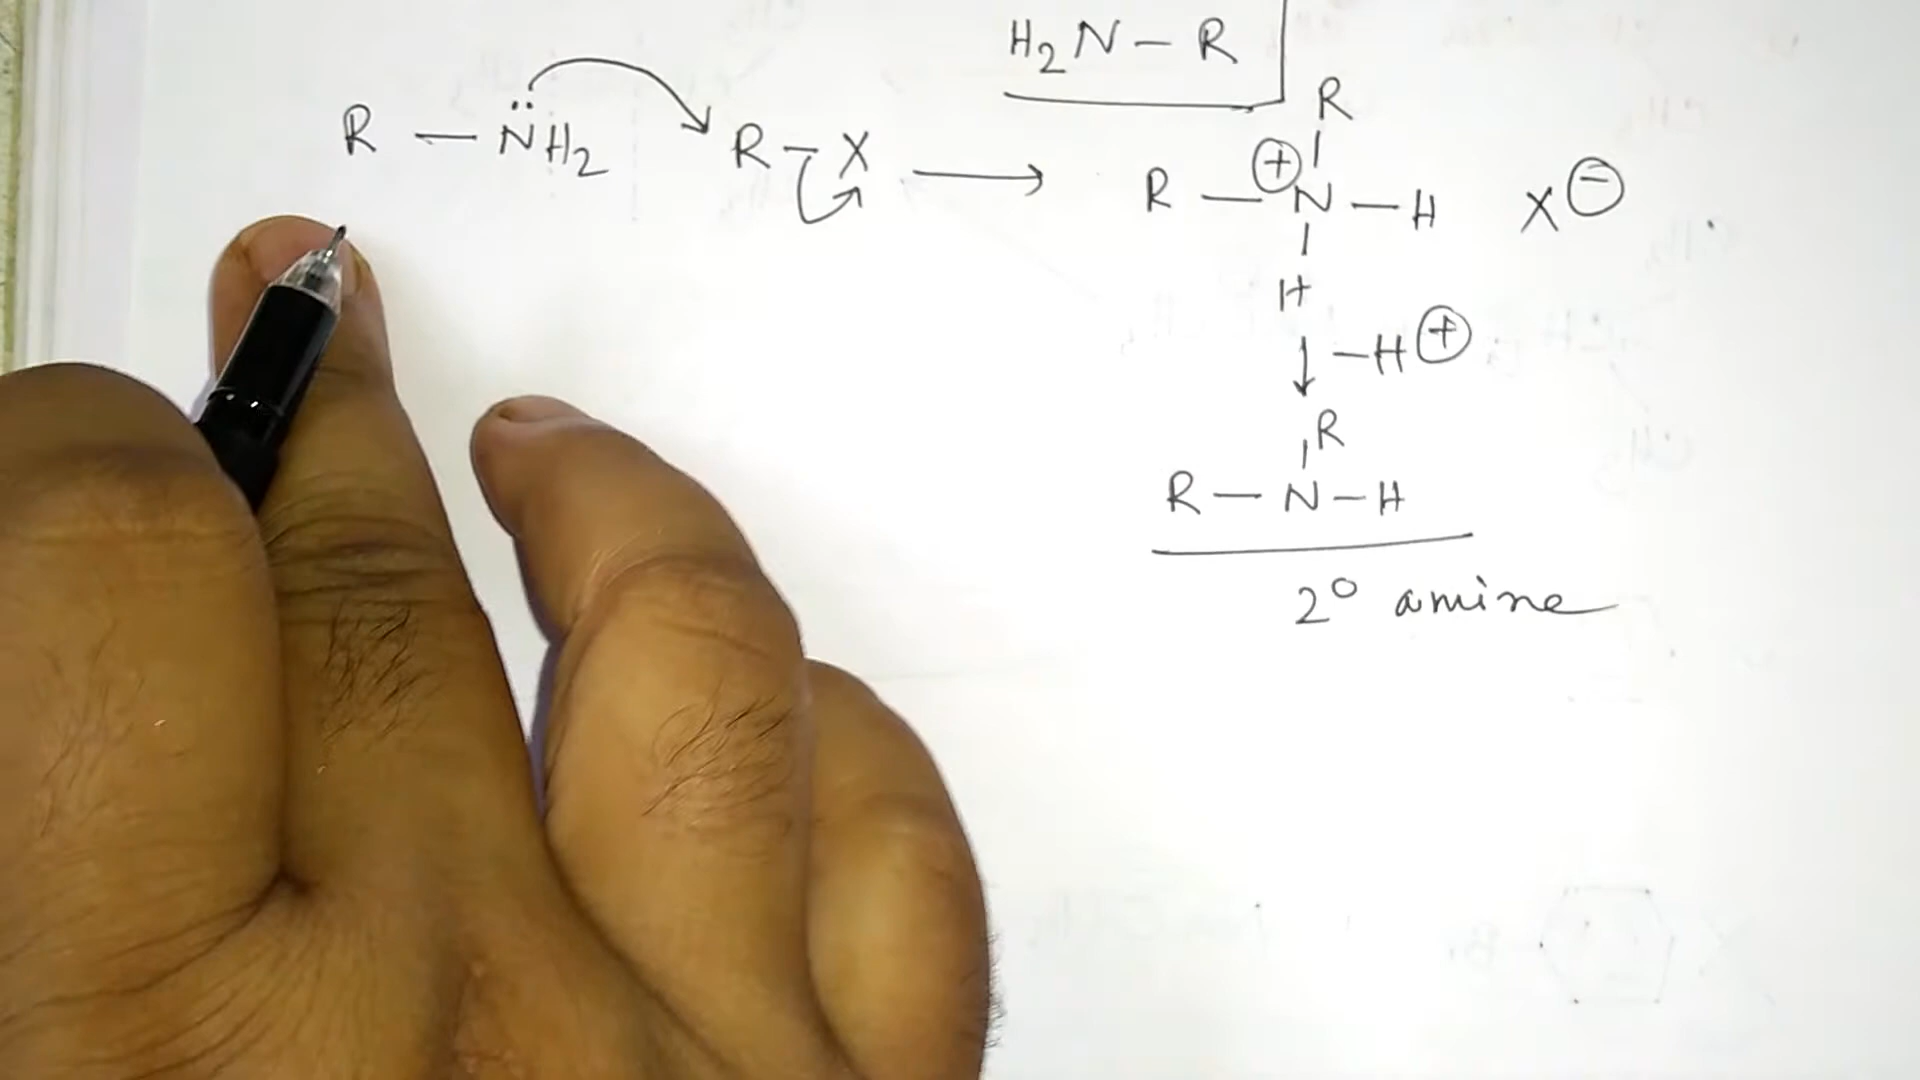 H₂N – R
R – N̈H₂ R – X ⟶ R – N⊕(R)(H) – H X⊖
↓ –H⊕
R
R – N – H
2° amine